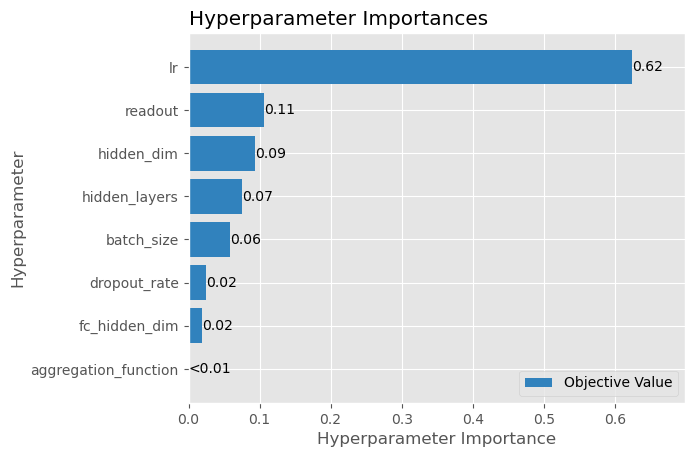 Hyperparameter Importances
Hyperparameter
lr
0.62
readout
0.11
hidden_dim
0.09
hidden_layers
0.07
batch_size
0.06
dropout_rate
0.02
fc_hidden_dim
0.02
aggregation_function
<0.01
Objective Value
0.0 0.1 0.2 0.3 0.4 0.5 0.6
Hyperparameter Importance